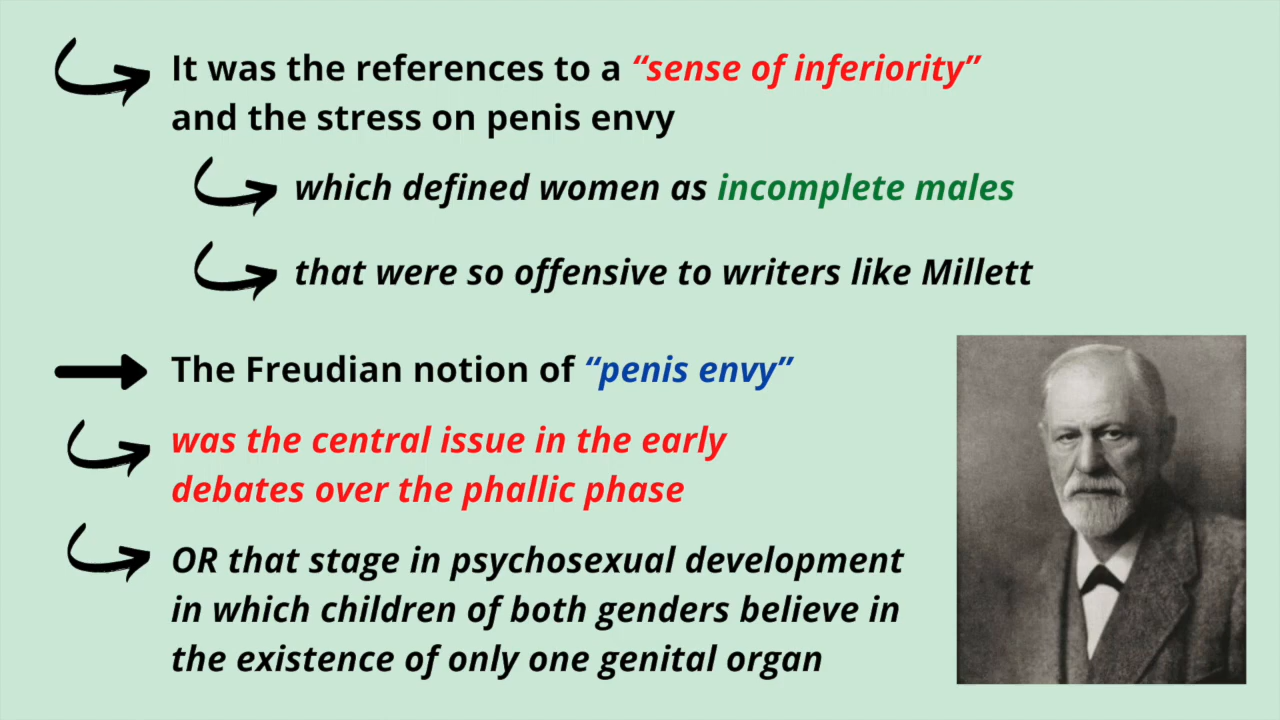 It was the references to a “sense of inferiority”
and the stress on penis envy
which defined women as incomplete males
that were so offensive to writers like Millett
The Freudian notion of “penis envy”
was the central issue in the early
debates over the phallic phase
OR that stage in psychosexual development
in which children of both genders believe in
the existence of only one genital organ